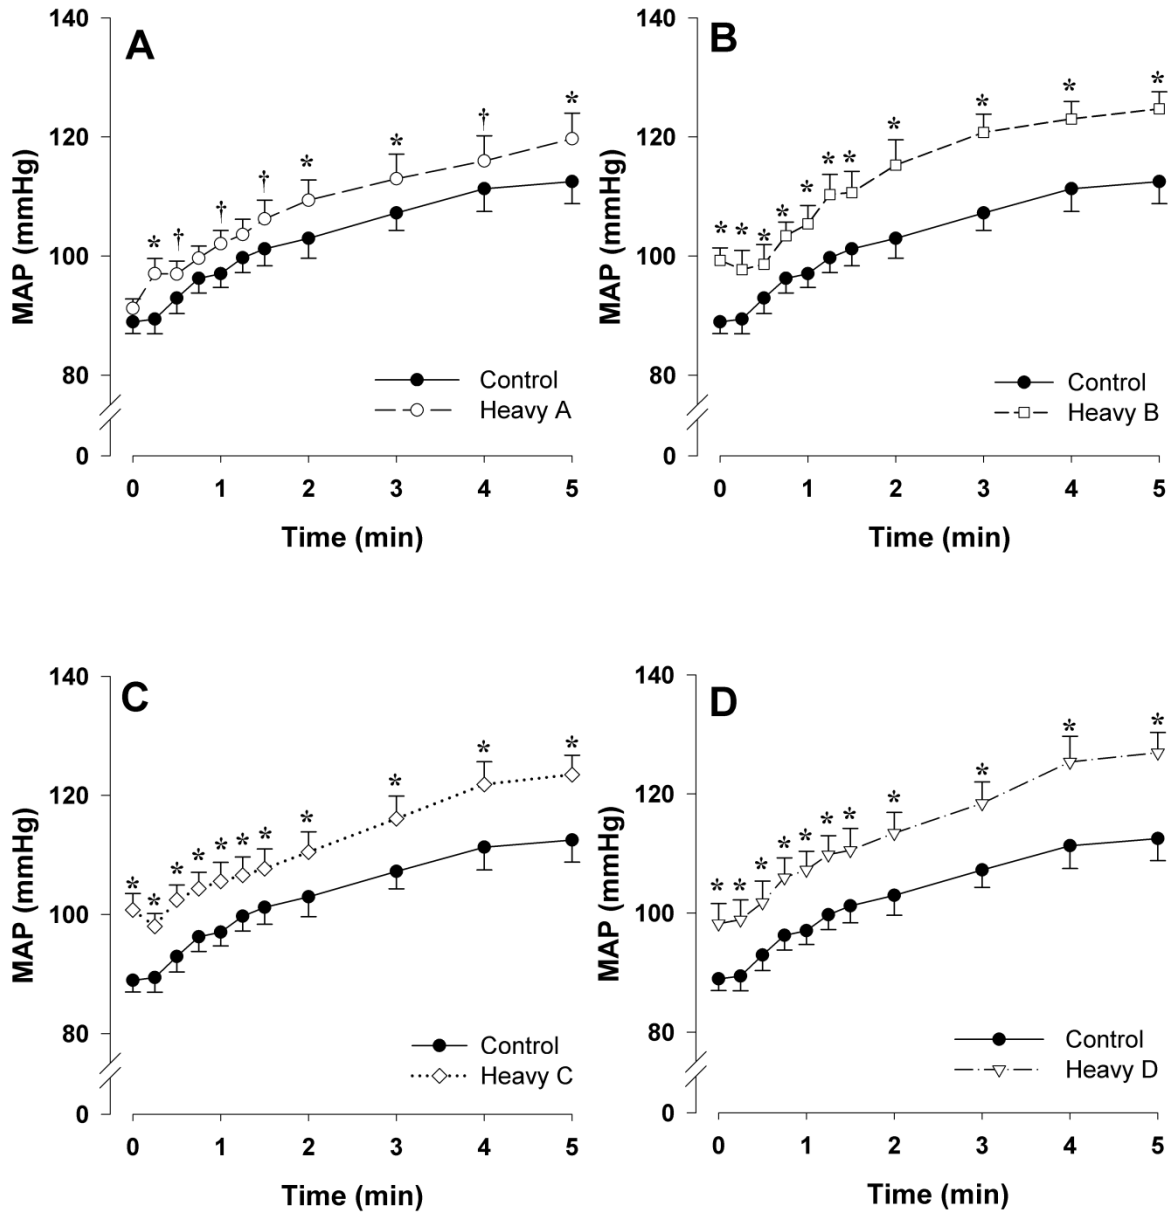 A
MAP (mmHg)
140
* † † † * * † *
120
100
80
0
Control
Heavy A
0 1 2 3 4 5
Time (min)
B
MAP (mmHg)
140
* * * * * * * * * * *
120
100
80
0
Control
Heavy B
0 1 2 3 4 5
Time (min)
C
MAP (mmHg)
140
* * * * * * * * * * *
120
100
80
0
Control
Heavy C
0 1 2 3 4 5
Time (min)
D
MAP (mmHg)
140
* * * * * * * * * * *
120
100
80
0
Control
Heavy D
0 1 2 3 4 5
Time (min)